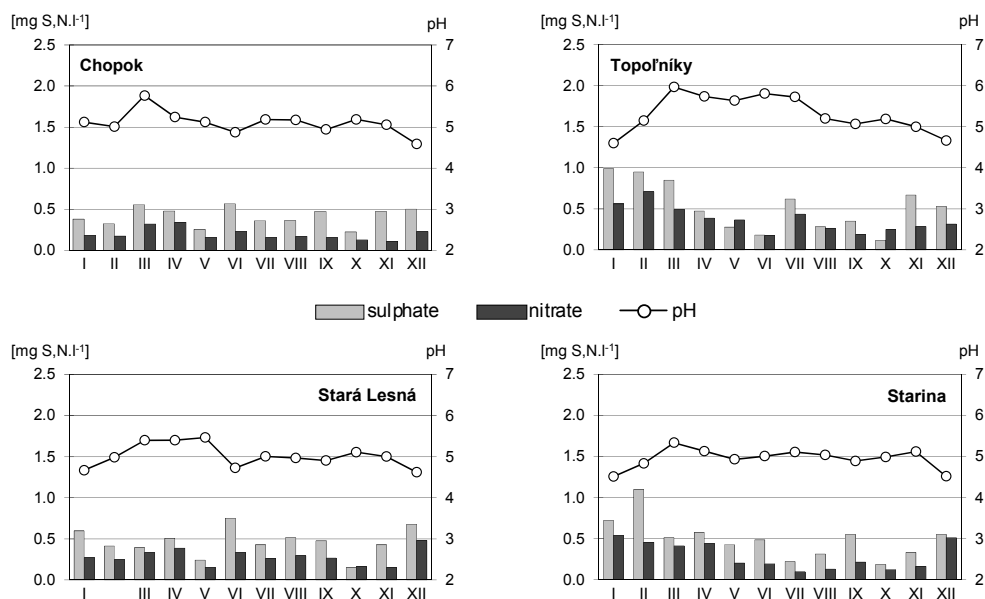 [mg S,N.l-1] pH [mg S,N.l-1] pH
2.5 7 2.5 7
Chopok Topoľníky
2.0 6 2.0 6
1.5 5 1.5 5
1.0 4 1.0 4
0.5 3 0.5 3
0.0 2 0.0 2
I II III IV V VI VII VIII IX X XI XII I II III IV V VI VII VIII IX X XI XII
sulphate nitrate pH
[mg S,N.l-1] pH [mg S,N.l-1] pH
2.5 7 2.5 7
Stará Lesná Starina
2.0 6 2.0 6
1.5 5 1.5 5
1.0 4 1.0 4
0.5 3 0.5 3
0.0 2 0.0 2
I III IV V VI VII VIII IX X XI XII I II III IV V VI VII VIII IX X XI XII